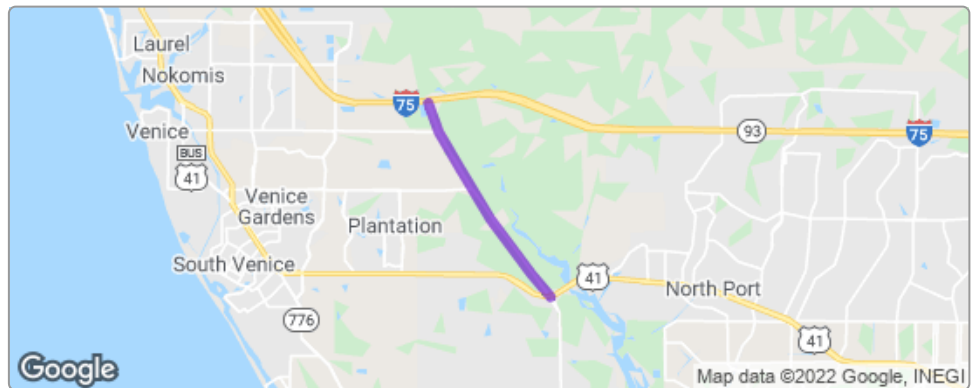 Laurel
Nokomis
75
93
75
Venice
BUS
41
Venice
Gardens
Plantation
South Venice
41
North Port
776
41
Google
Map data ©2022 Google, INEGI